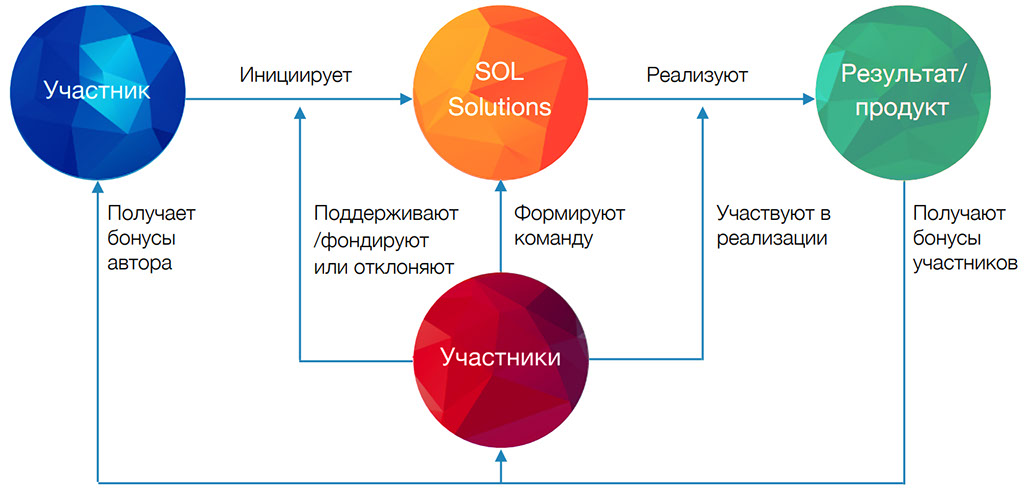 Участник
Инициирует
SOL
Solutions
Реализуют
Результат/
продукт
Получает
бонусы
автора
Поддерживают
/фондируют
или отклоняют
Формируют
команду
Участвуют в
реализации
Получают
бонусы
участников
Участники